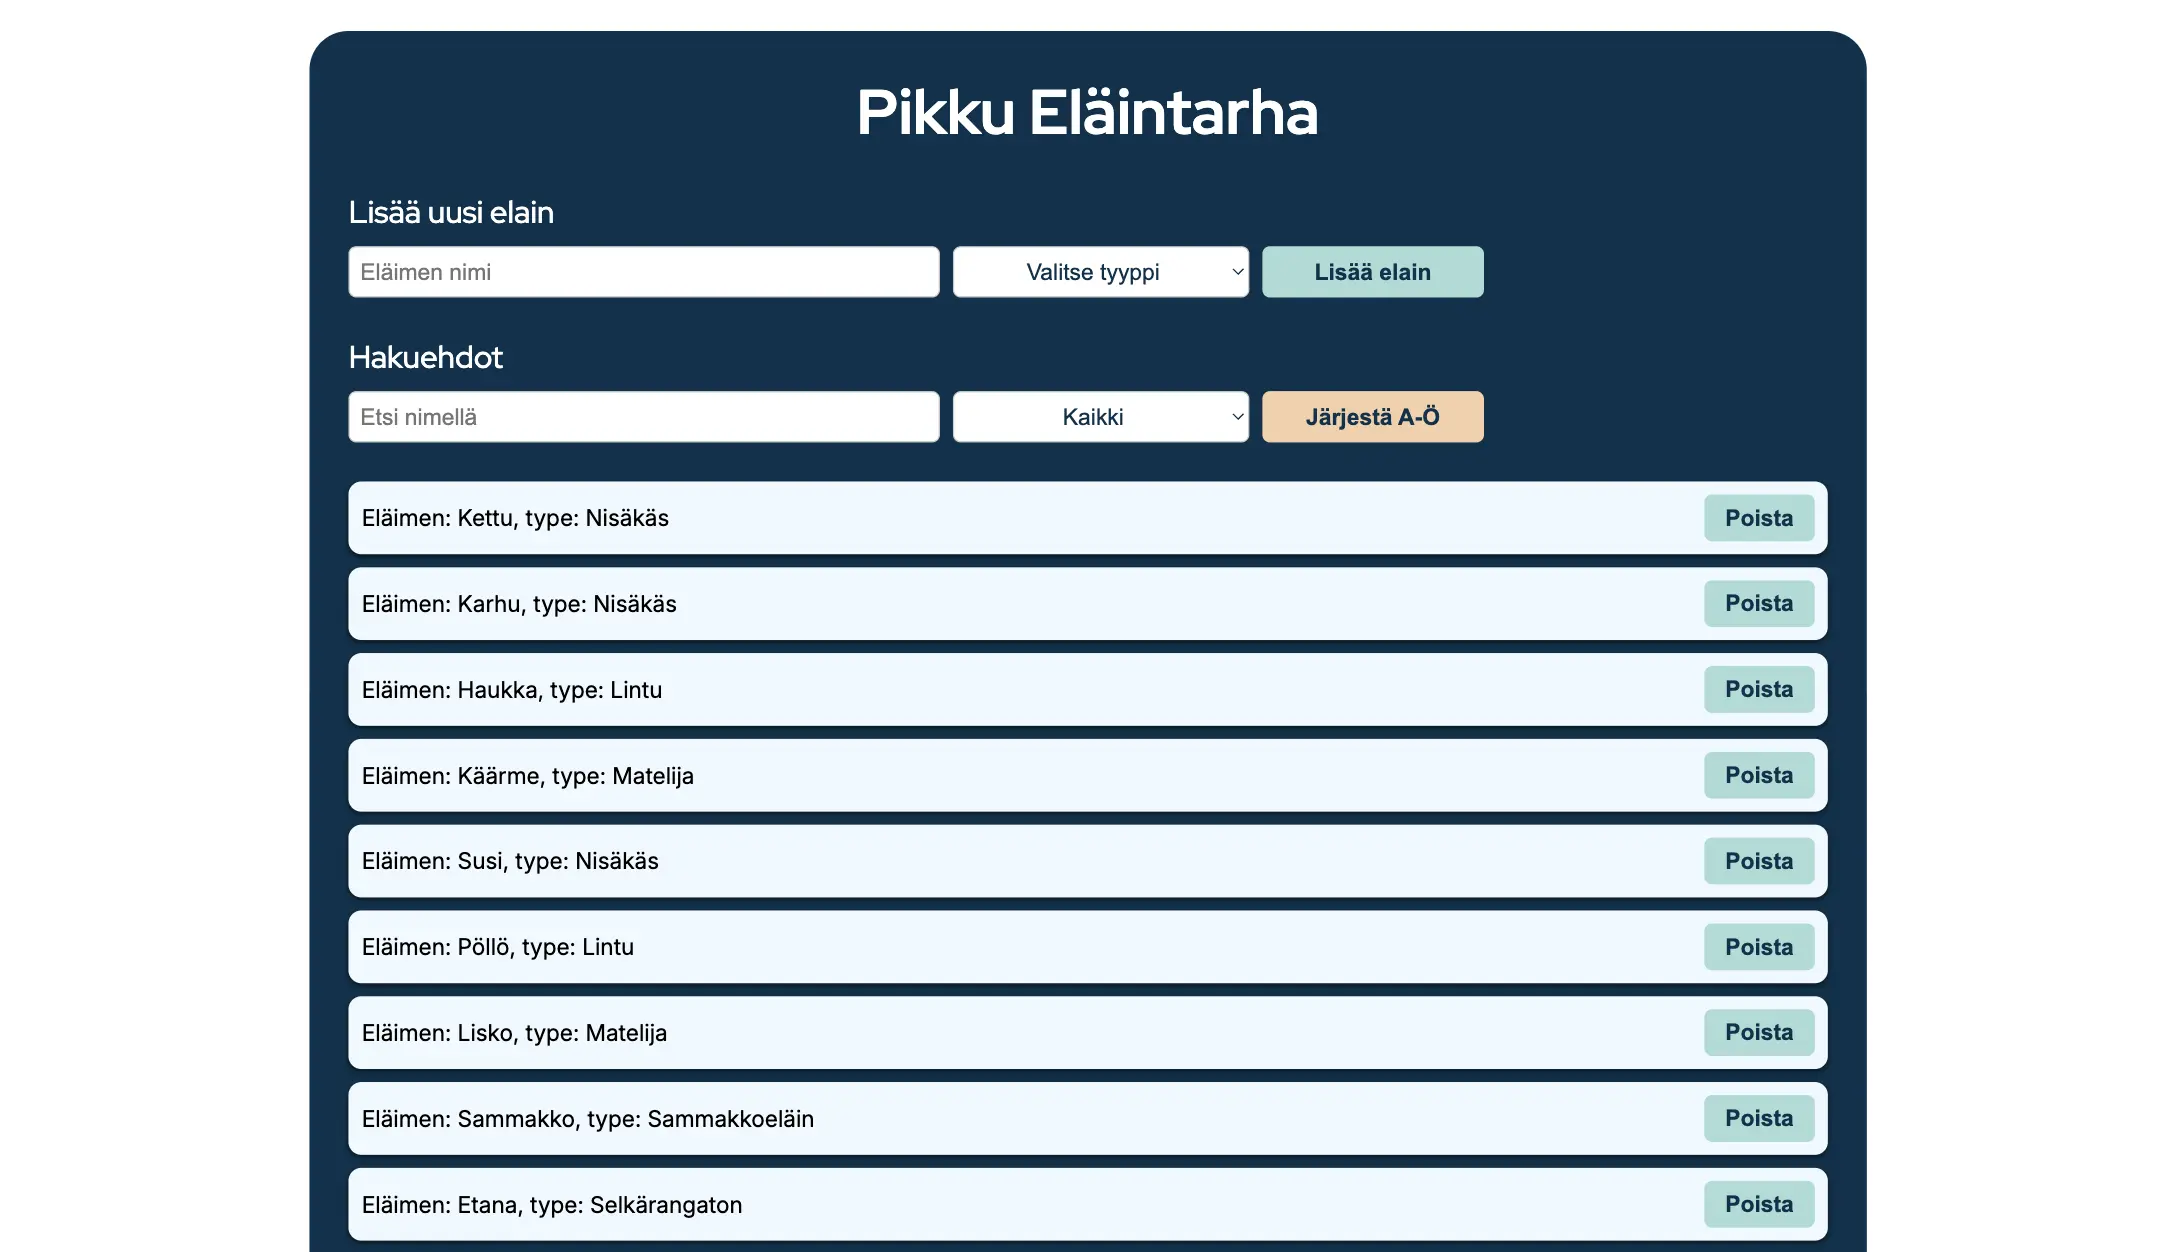 Pikku Eläintarha
Lisää uusi elain
Eläimen nimi Valitse tyyppi Lisää elain
Hakuehdot
Etsi nimellä Kaikki Järjestä A-Ö
Eläimen: Kettu, type: Nisäkäs Poista
Eläimen: Karhu, type: Nisäkäs Poista
Eläimen: Haukka, type: Lintu Poista
Eläimen: Käärme, type: Matelija Poista
Eläimen: Susi, type: Nisäkäs Poista
Eläimen: Pöllö, type: Lintu Poista
Eläimen: Lisko, type: Matelija Poista
Eläimen: Sammakko, type: Sammakkoeläin Poista
Eläimen: Etana, type: Selkärangaton Poista